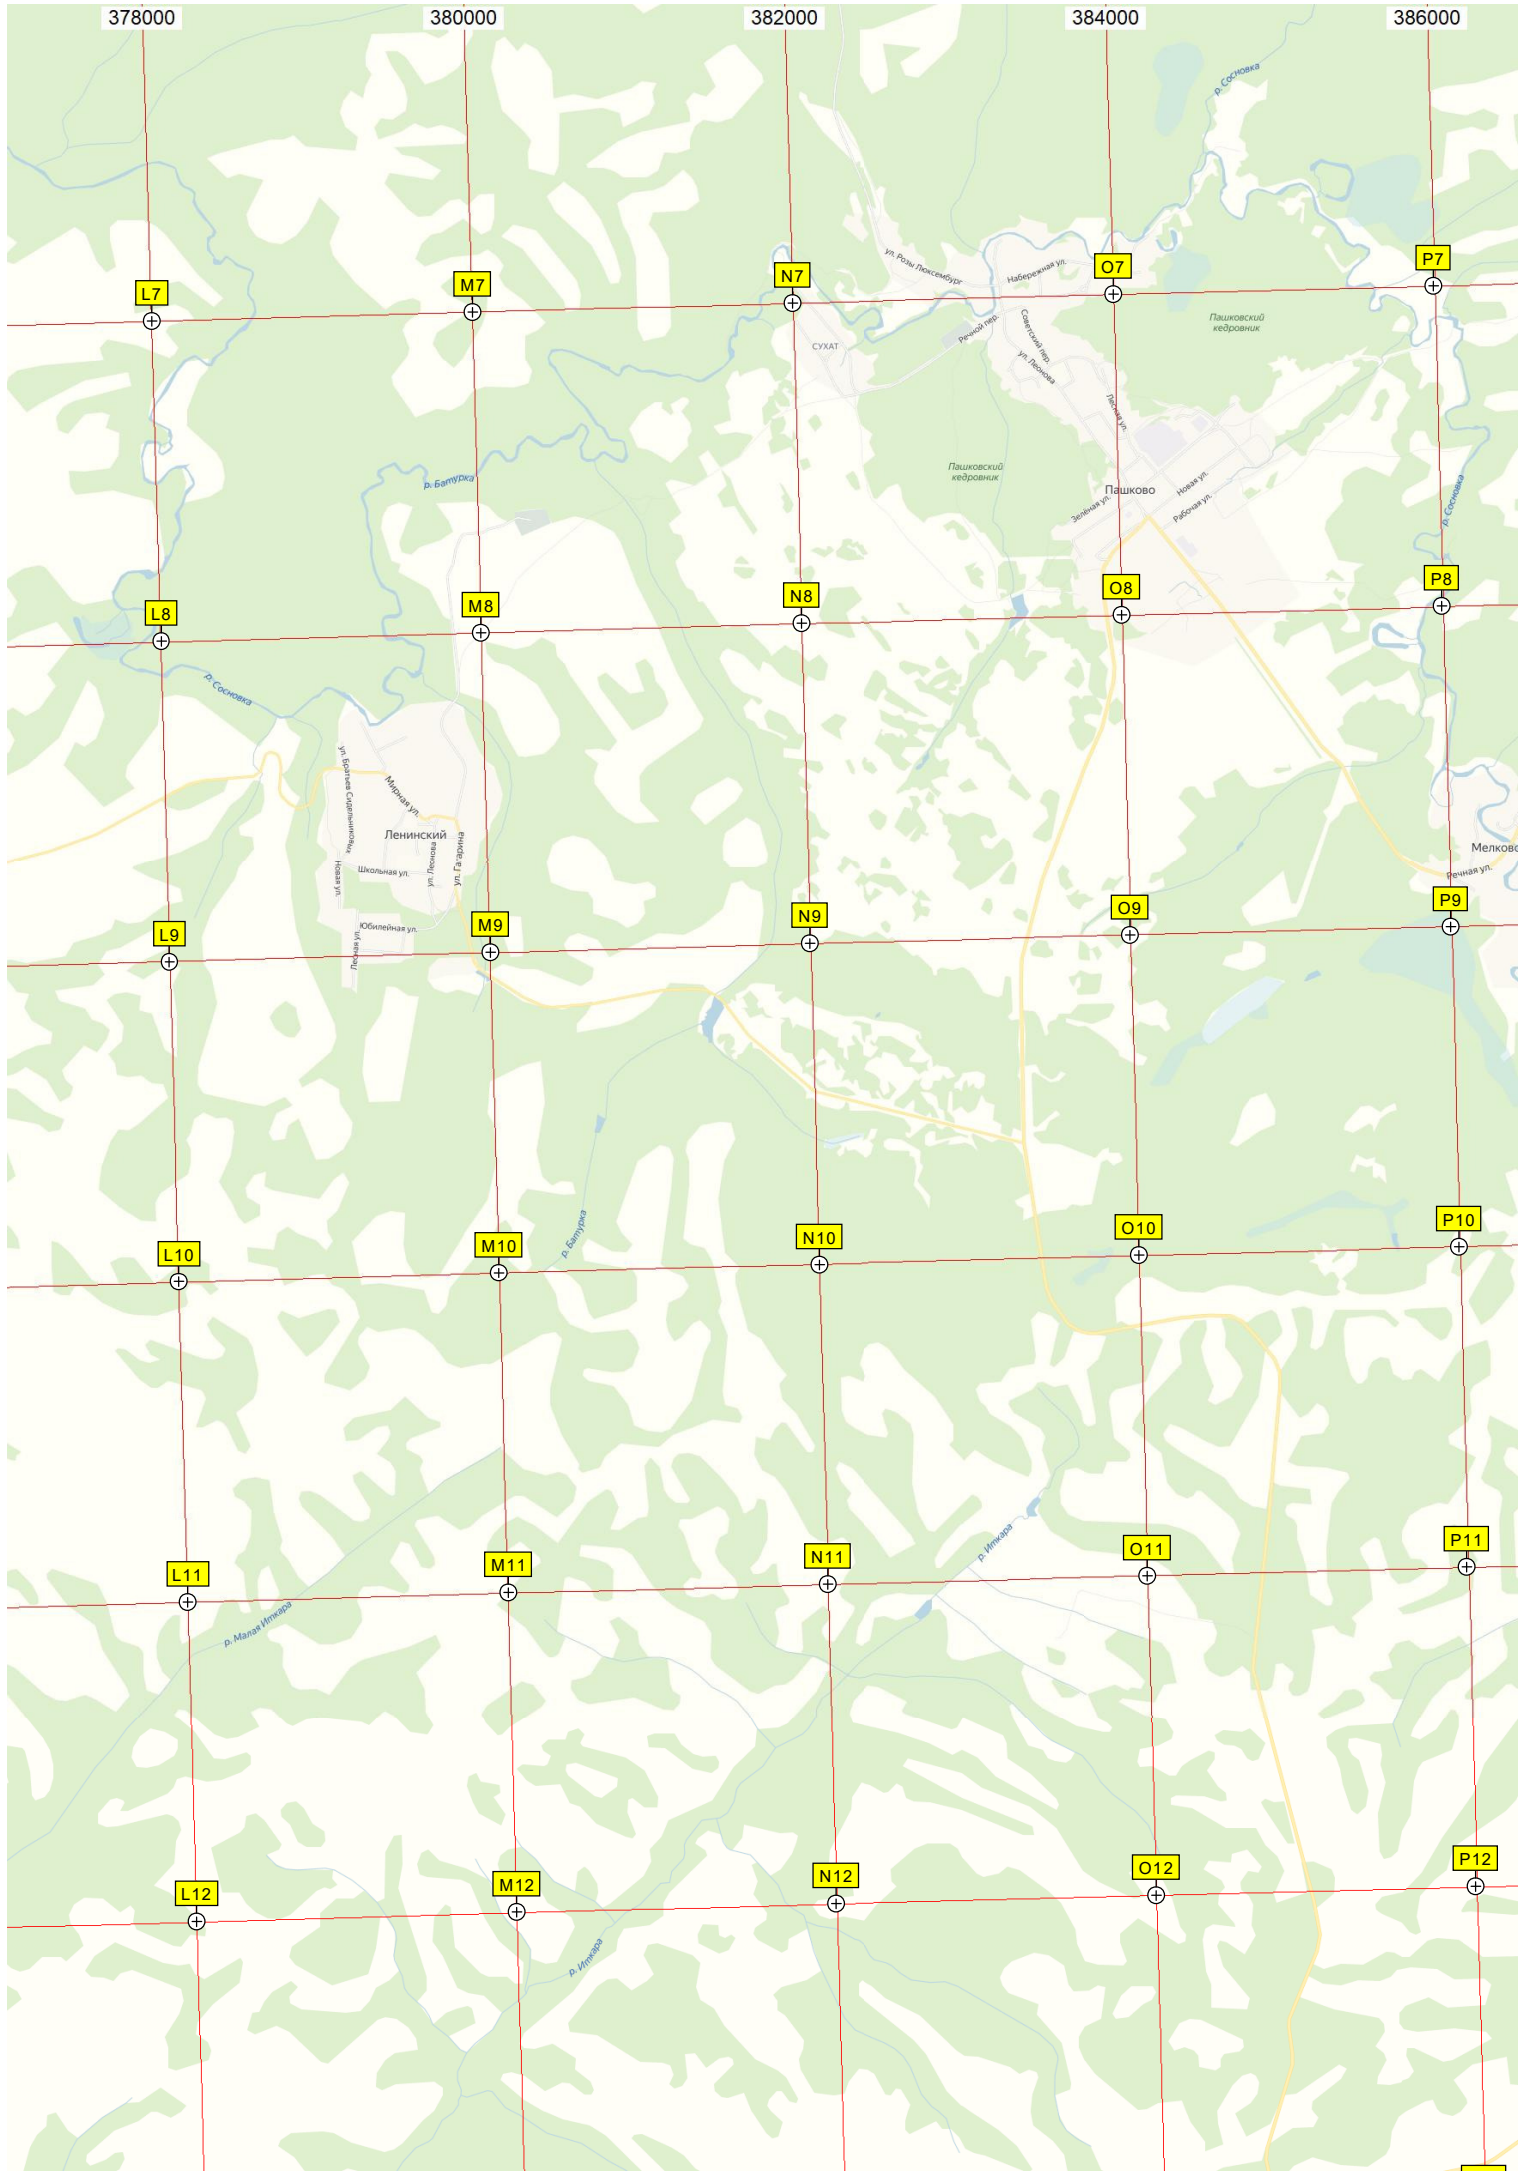 378000 380000 382000 384000 386000
р. Сосновка
ул. Розы Люксембург
Набережная ул.
O7
P7
N7
M7
L7
Речной пер.
Советский пер.
Пашковский
кедровник
СУХАТ
ул. Леонова
Лесная ул.
Пашковский
кедровник
р. Батурка
Пашково
Новая ул.
Зелёная ул.
Рабочая ул.
р. Сосновка
L8
M8
N8
O8
P8
р. Сосновка
ул. Братьев Сидельниковых
Мирная ул.
Ленинский
Мелково
ул. Гагарина
ул. Леонова
Школьная ул.
Новая ул.
Речная ул.
Юбилейная ул.
Лесная ул.
L9
M9
N9
O9
P9
р. Батурка
L10
M10
N10
O10
P10
р. Иткара
L11
M11
N11
O11
P11
р. Малая Иткара
L12
M12
N12
O12
P12
р. Иткара